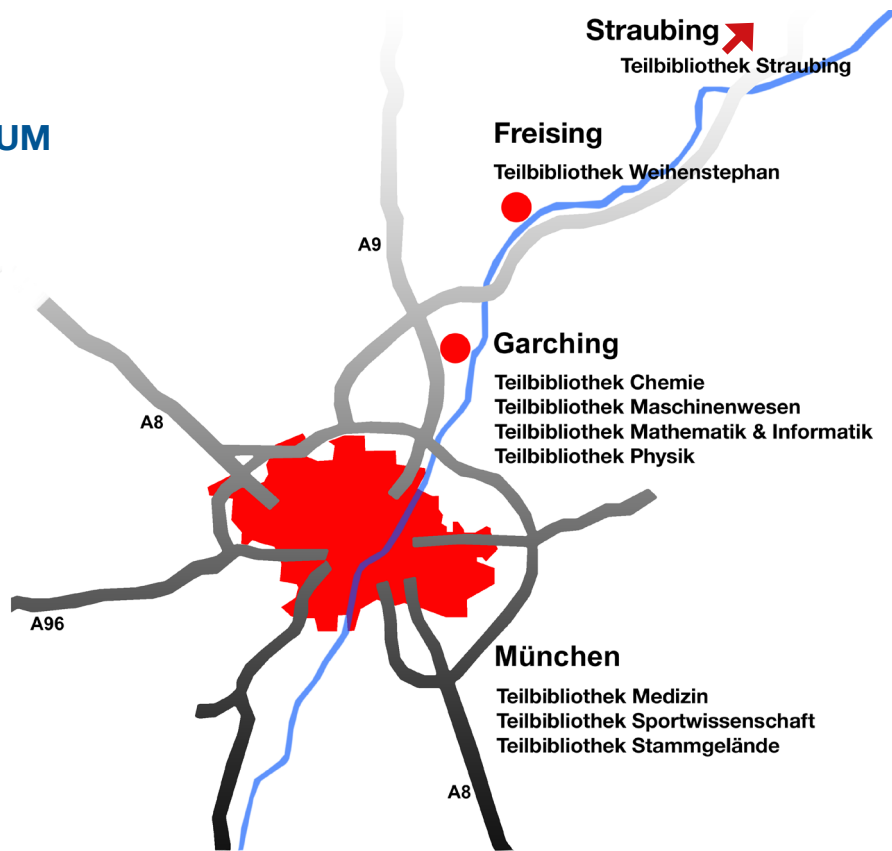 Straubing
Teilbibliothek Straubing
UM
Freising
Teilbibliothek Weihenstephan
A9
Garching
Teilbibliothek Chemie
Teilbibliothek Maschinenwesen
Teilbibliothek Mathematik & Informatik
Teilbibliothek Physik
A8
A96
München
Teilbibliothek Medizin
Teilbibliothek Sportwissenschaft
Teilbibliothek Stammgelände
A8